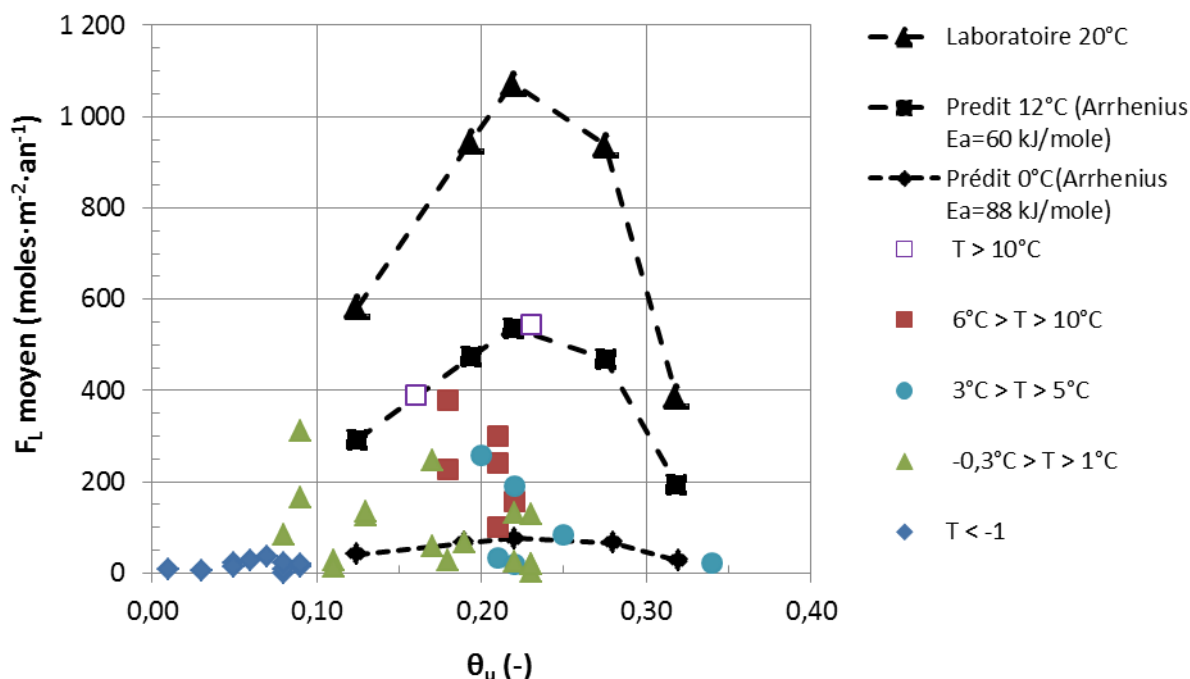 1 200
1 000
800
600
400
200
0
0,00
0,10
0,20
0,30
0,40
F_L moyen (moles·m⁻²·an⁻¹)
θ_u (-)
Laboratoire 20°C
Predit 12°C (Arrhenius
Ea=60 kJ/mole)
Prédit 0°C(Arrhenius
Ea=88 kJ/mole)
T > 10°C
6°C > T > 10°C
3°C > T > 5°C
-0,3°C > T > 1°C
T < -1